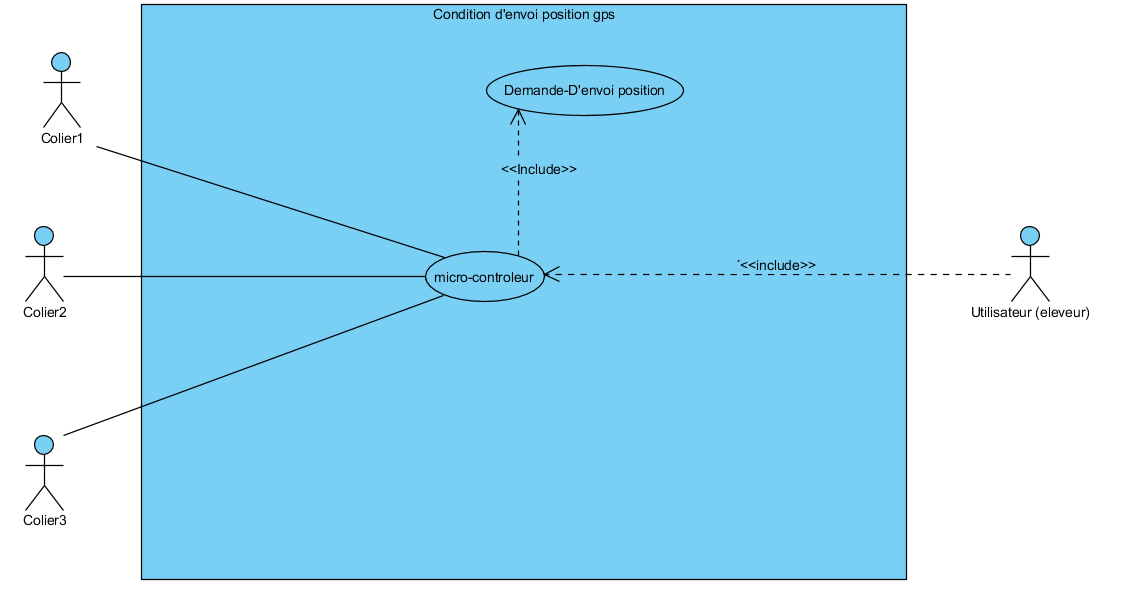 Condition d'envoi position gps
Demande-D'envoi position
Colier1
<<Include>>
´<<include>>
micro-controleur
Colier2
Utilisateur (eleveur)
Colier3